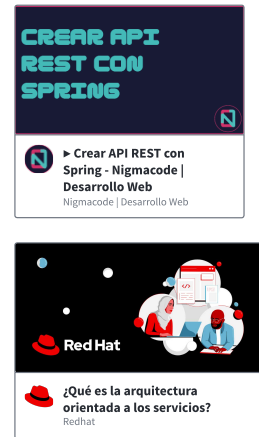 CREAR API
REST CON
SPRING
▸ Crear API REST con
Spring - Nigmacode |
Desarrollo Web
Nigmacode | Desarrollo Web
Red Hat
¿Qué es la arquitectura
orientada a los servicios?
Redhat